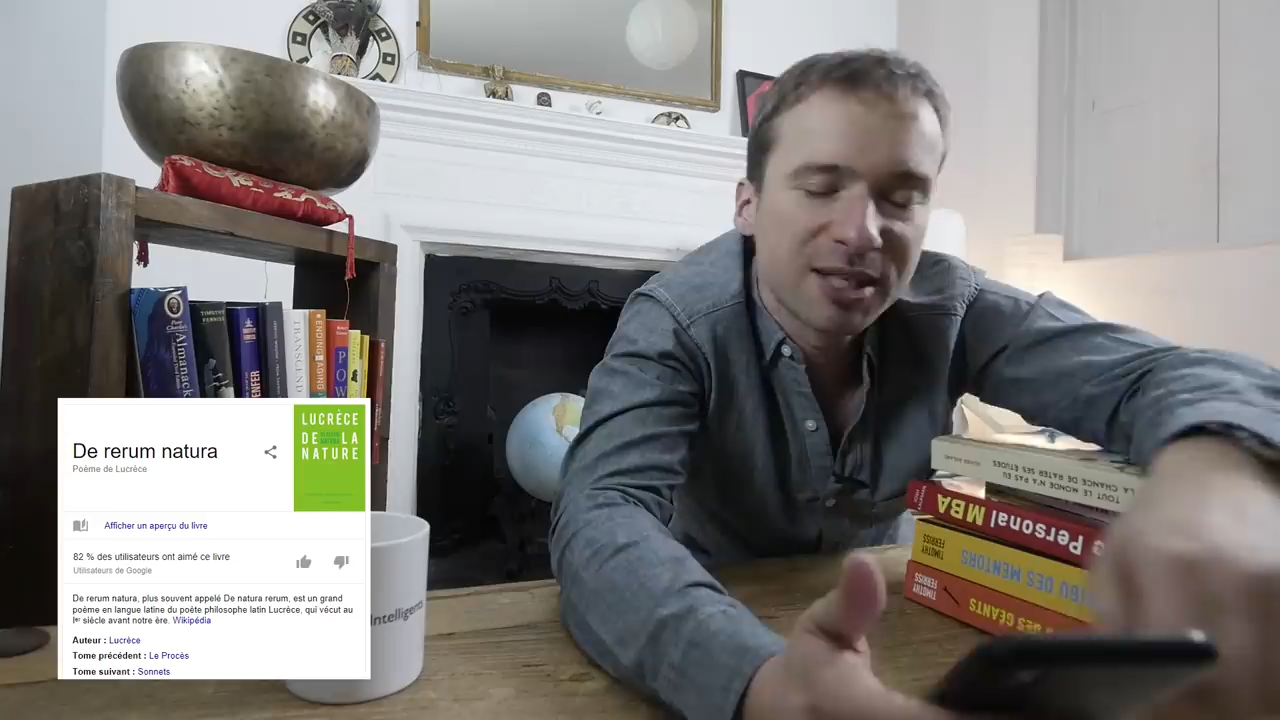 Poor
Charlie's
Almanack
TIMOTHY
FERRISS
TRANSCEND
ENDING AGING
POW
De rerum natura
Poème de Lucrèce
LUCRÈCE
DE LA
NATURE
Afficher un aperçu du livre
82 % des utilisateurs ont aimé ce livre
Utilisateurs de Google
De rerum natura, plus souvent appelé De natura rerum, est un grand
poème en langue latine du poète philosophe latin Lucrèce, qui vécut au
Iᵉʳ siècle avant notre ère. Wikipédia
Auteur : Lucrèce
Tome précédent : Le Procès
Tome suivant : Sonnets
Intelligent
TOUT LE MONDE N'A PAS EU
LA CHANCE DE RATER SES ÉTUDES
Personal MBA
TIMOTHY
FERRISS
DES MENTORS
TIMOTHY
FERRISS
DES GÉANTS